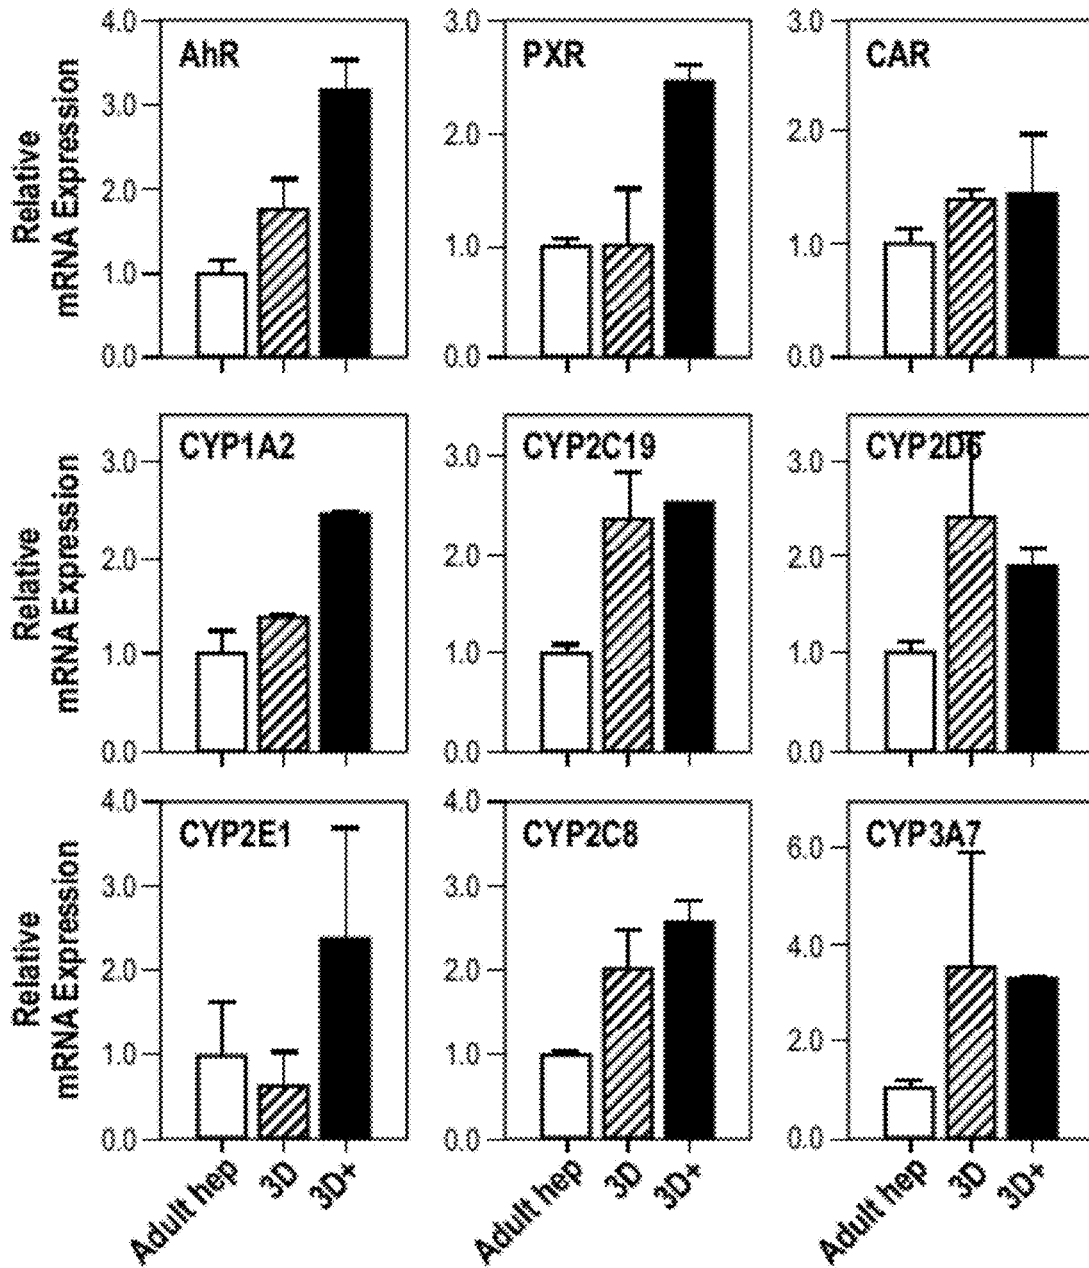 Relative
mRNA Expression
4.0
3.0
2.0
1.0
0.0
AhR
3.0
2.0
1.0
0.0
PXR
3.0
2.0
1.0
0.0
CAR
Relative
mRNA Expression
3.0
2.0
1.0
0.0
CYP1A2
3.0
2.0
1.0
0.0
CYP2C19
3.0
2.0
1.0
0.0
CYP2D6
Relative
mRNA Expression
4.0
3.0
2.0
1.0
0.0
CYP2E1
4.0
3.0
2.0
1.0
0.0
CYP2C8
6.0
4.0
2.0
0.0
CYP3A7
Adult hep
3D
3D+
Adult hep
3D
3D+
Adult hep
3D
3D+